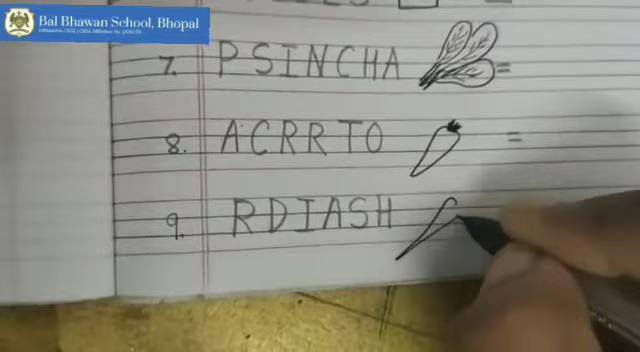 Bal Bhawan School, Bhopal
7. PSINCHA =
8. ACRRTO =
9. RDIASH